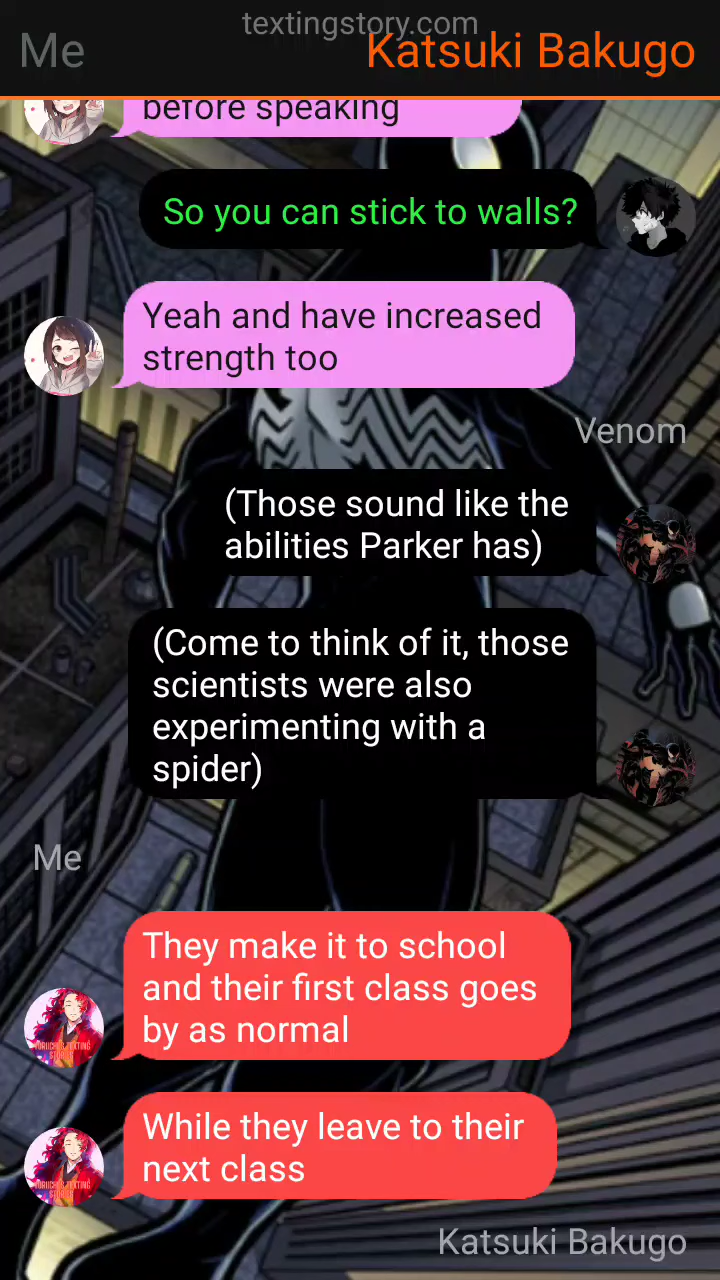 textingstory.com
Me
Katsuki Bakugo
before speaking
So you can stick to walls?
Yeah and have increased
strength too
Venom
(Those sound like the
abilities Parker has)
(Come to think of it, those
scientists were also
experimenting with a
spider)
Me
They make it to school
and their first class goes
by as normal
While they leave to their
next class
Katsuki Bakugo